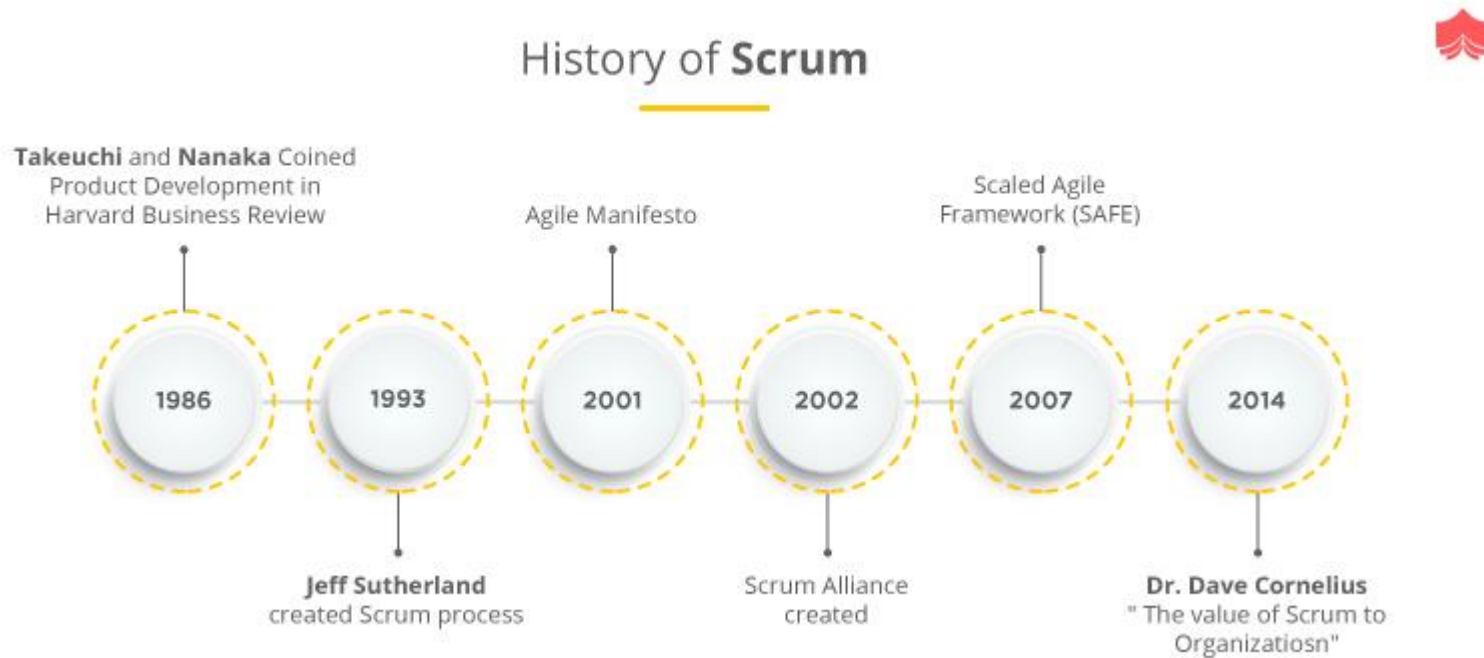 History of Scrum
Takeuchi and Nanaka Coined
Product Development in
Harvard Business Review
Agile Manifesto
Scaled Agile
Framework (SAFE)
1986
1993
2001
2002
2007
2014
Jeff Sutherland
created Scrum process
Scrum Alliance
created
Dr. Dave Cornelius
" The value of Scrum to
Organizatiosn"